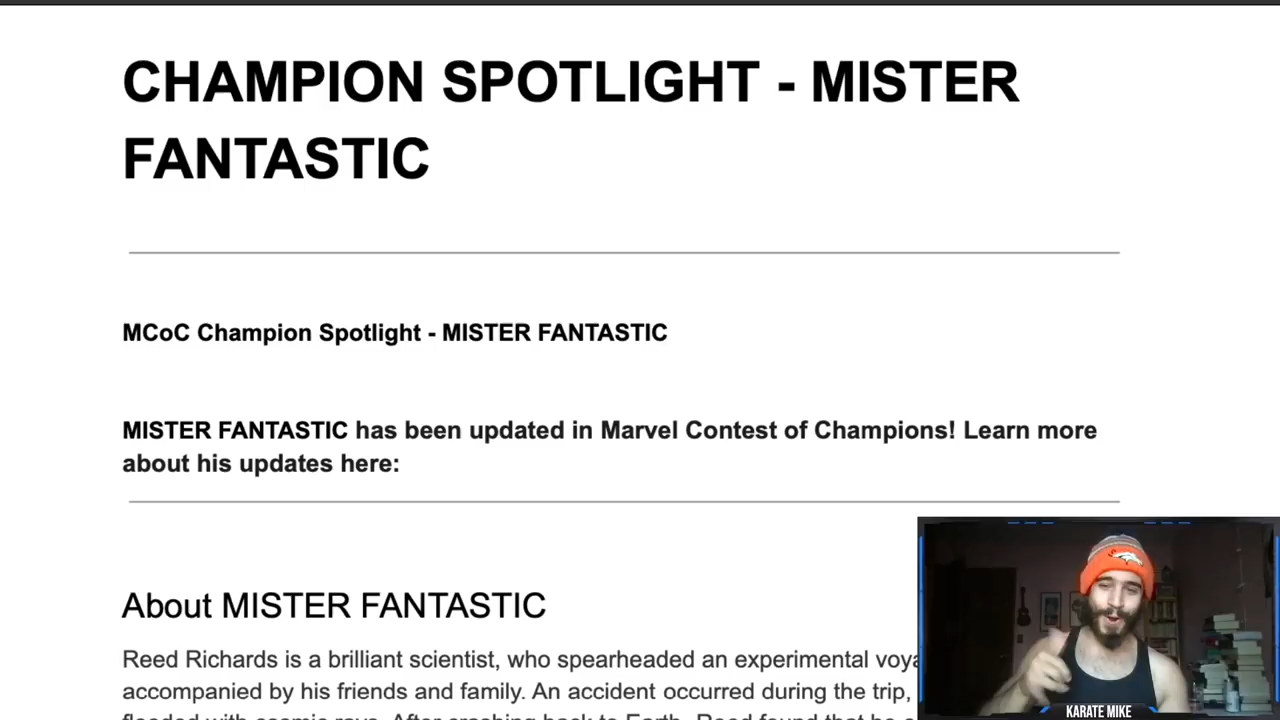 CHAMPION SPOTLIGHT - MISTER
FANTASTIC
MCoC Champion Spotlight - MISTER FANTASTIC
MISTER FANTASTIC has been updated in Marvel Contest of Champions! Learn more
about his updates here:
About MISTER FANTASTIC
Reed Richards is a brilliant scientist, who spearheaded an experimental
accompanied by his friends and family. An accident occurred during the trip,
KARATE MIKE